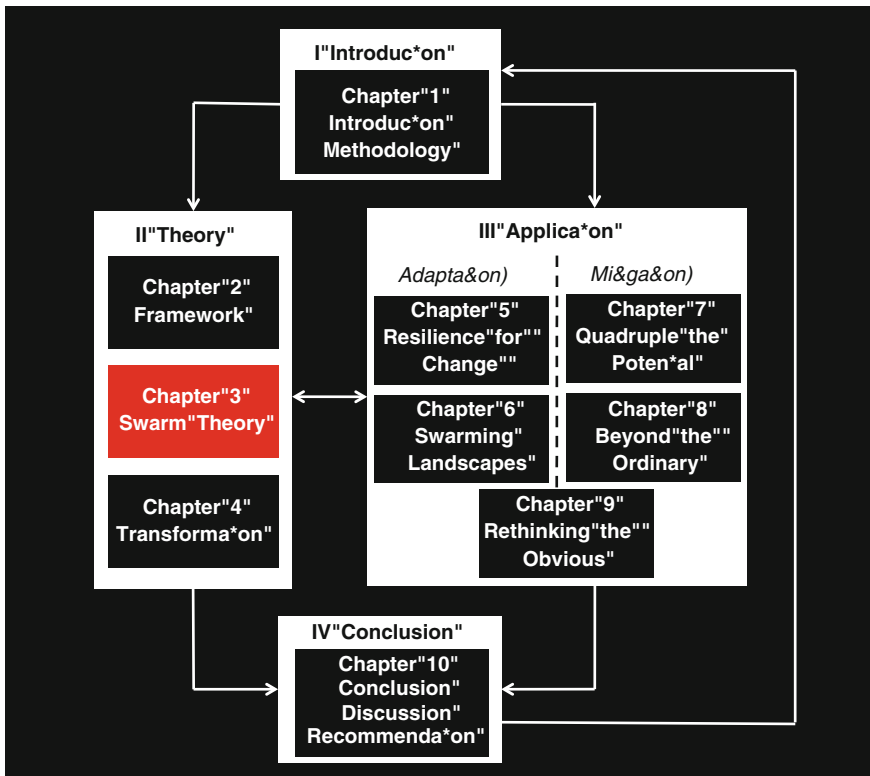 I"Introduc*on"
Chapter"1"
Introduc*on"
Methodology"
II"Theory"
Chapter"2"
Framework"
Chapter"3"
Swarm"Theory"
Chapter"4"
Transforma*on"
III"Applica*on"
Adapta&on)
Mi&ga&on)
Chapter"5"
Resilience"for""
Change""
Chapter"7"
Quadruple"the"
Poten*al"
Chapter"6"
Swarming"
Landscapes"
Chapter"8"
Beyond"the""
Ordinary"
Chapter"9"
Rethinking"the""
Obvious"
IV"Conclusion"
Chapter"10"
Conclusion"
Discussion"
Recommenda*on"